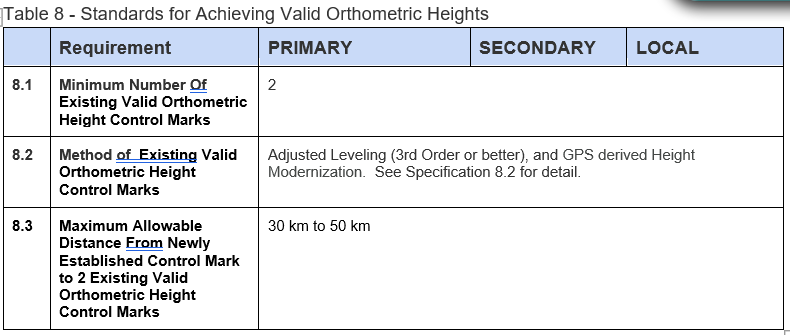 Table 8 - Standards for Achieving Valid Orthometric Heights
Requirement PRIMARY SECONDARY LOCAL
8.1 Minimum Number Of 2
Existing Valid Orthometric
Height Control Marks
8.2 Method of Existing Valid Adjusted Leveling (3rd Order or better), and GPS derived Height
Orthometric Height Modernization. See Specification 8.2 for detail.
Control Marks
8.3 Maximum Allowable 30 km to 50 km
Distance From Newly
Established Control Mark
to 2 Existing Valid
Orthometric Height
Control Marks